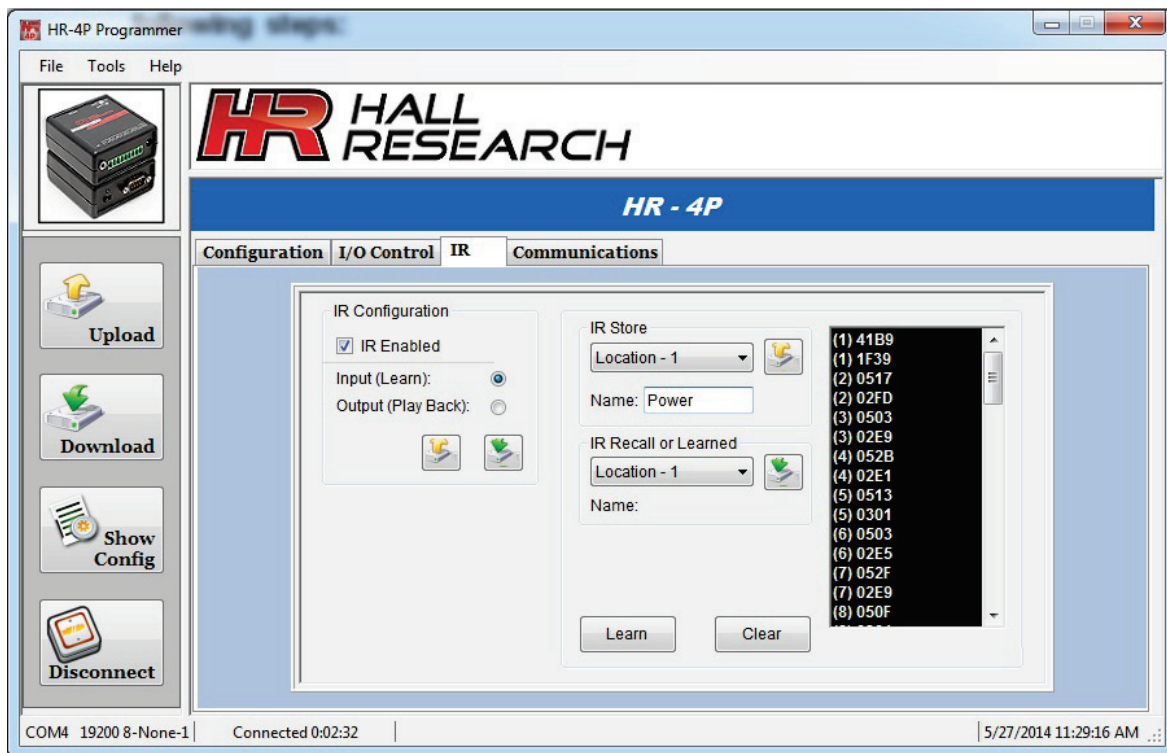 HR-4P Programmer
wing steps:
File Tools Help
HR HALL
RESEARCH
HR - 4P
Configuration I/O Control IR Communications
Upload
Download
Show
Config
Disconnect
IR Configuration
IR Enabled
Input (Learn):
Output (Play Back):
IR Store
Location - 1
Name: Power
IR Recall or Learned
Location - 1
Name:
Learn Clear
(1) 41B9
(1) 1F39
(2) 0517
(2) 02FD
(3) 0503
(3) 02E9
(4) 052B
(4) 02E1
(5) 0513
(5) 0301
(6) 0503
(6) 02E5
(7) 052F
(7) 02E9
(8) 050F
COM4 19200 8-None-1 Connected 0:02:32 5/27/2014 11:29:16 AM